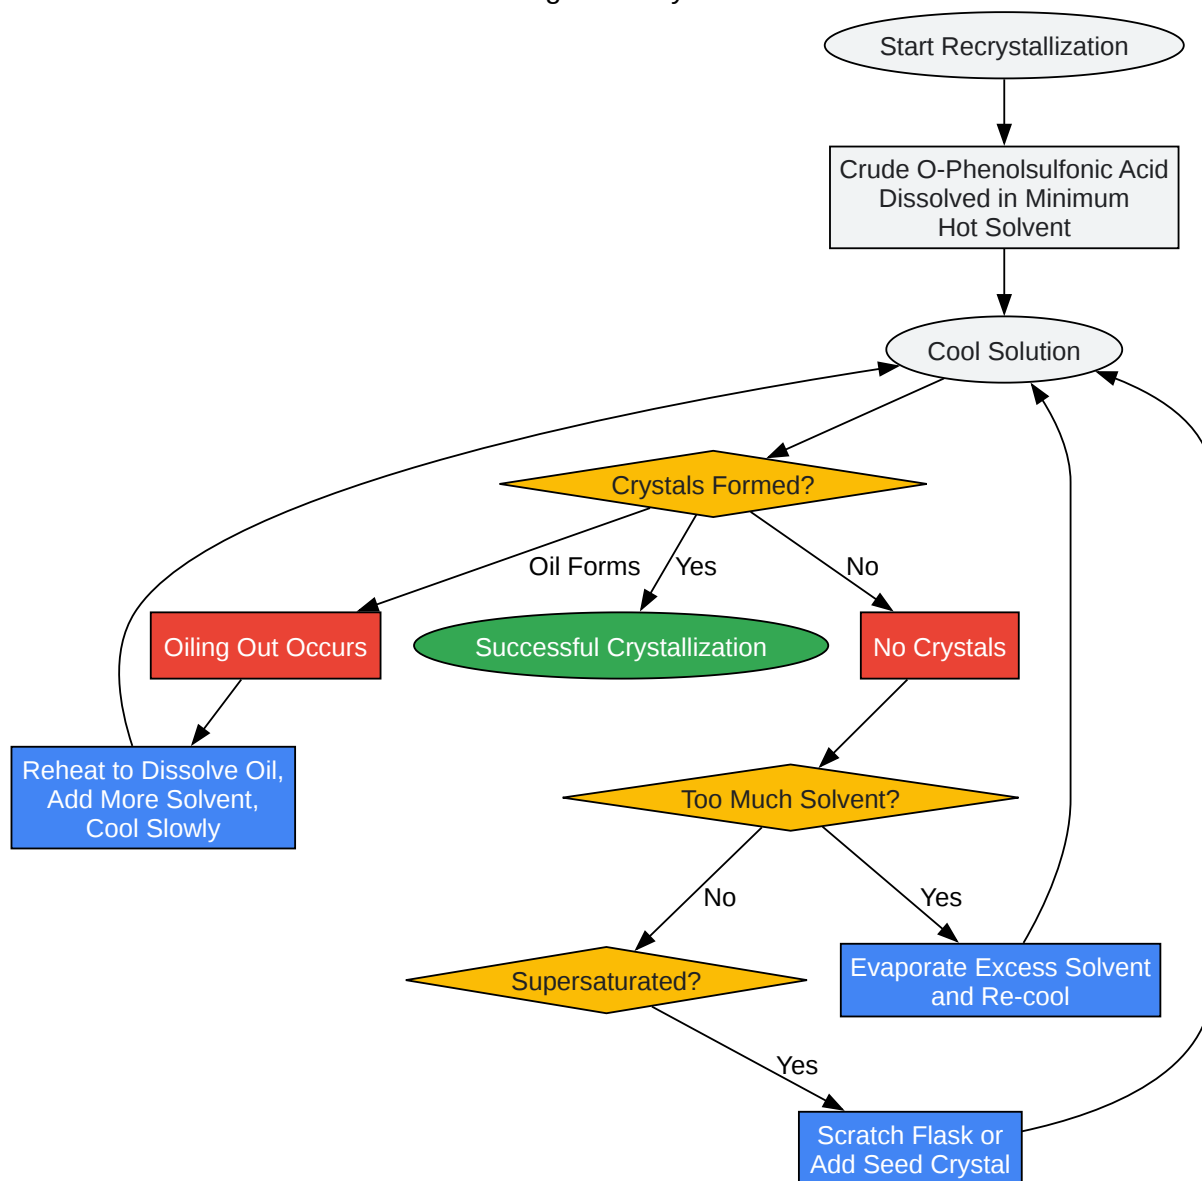 Start Recrystallization
Crude O-Phenolsulfonic Acid
Dissolved in Minimum
Hot Solvent
Cool Solution
Crystals Formed?
Oil Forms
Yes
No
Oiling Out Occurs
Successful Crystallization
No Crystals
Reheat to Dissolve Oil,
Add More Solvent,
Cool Slowly
Too Much Solvent?
No
Yes
Supersaturated?
Evaporate Excess Solvent
and Re-cool
Yes
Scratch Flask or
Add Seed Crystal